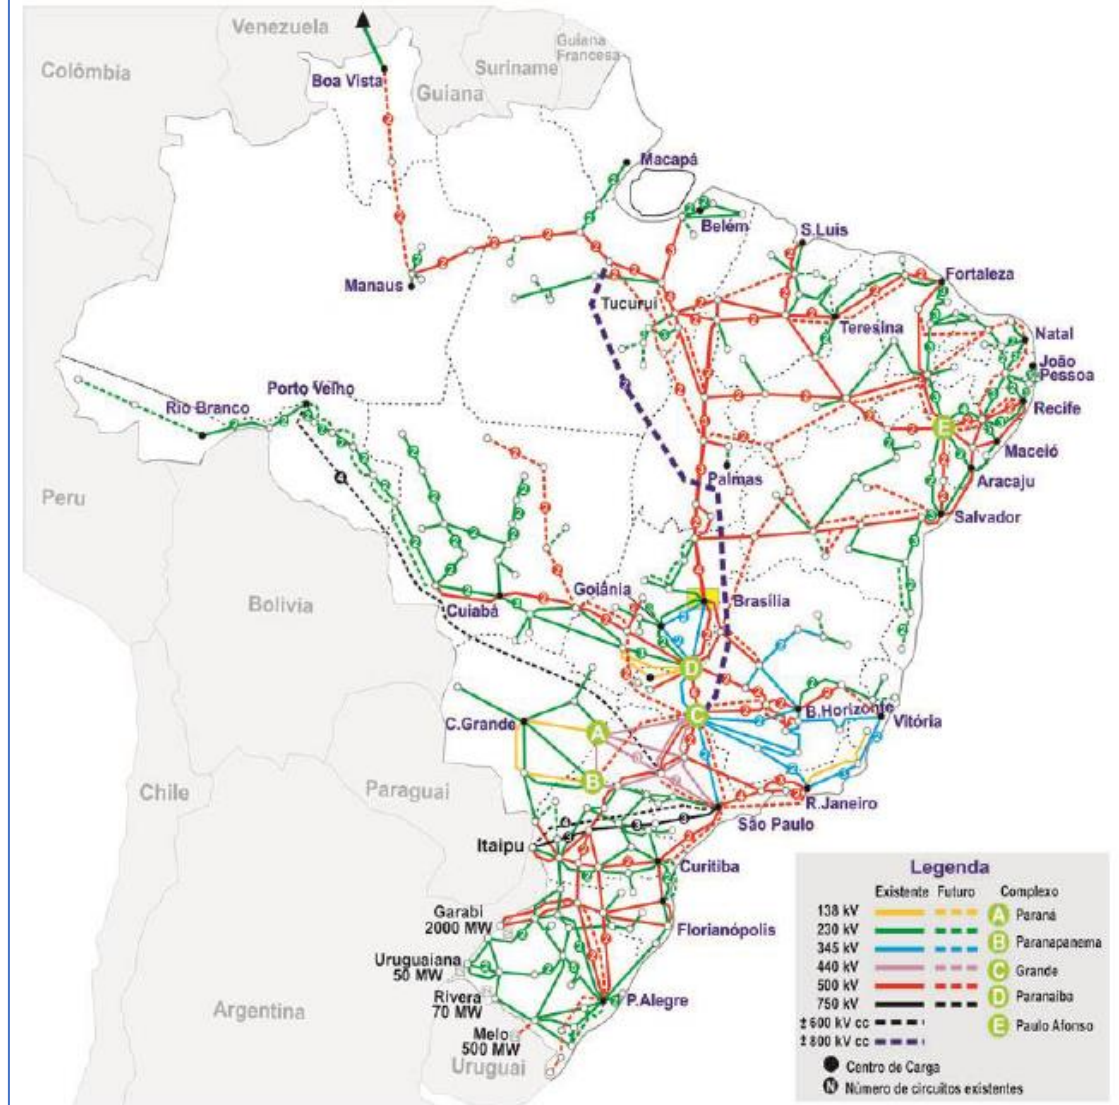 Venezuela
Guiana
Francesa
Suriname
Colômbia
Boa Vista
Guiana
Macapá
Belém
S.Luis
Manaus
Fortaleza
Tucuruí
Teresina
Natal
João
Pessoa
Porto Velho
Rio Branco
Recife
E
Maceió
Palmas
Aracaju
Peru
Salvador
Goiânia
Bolivia
Cuiabá
Brasília
D
C.Grande
C
B.Horizonte
Vitória
A
B
Chile
Paraguai
R.Janeiro
São Paulo
Itaipu
Curitiba
Garabi
2000 MW
Florianópolis
Uruguaiana
50 MW
Rivera
70 MW
P.Alegre
Argentina
Melo
500 MW
Uruguai
Legenda
Existente Futuro Complexo
138 kV A Paraná
230 kV
345 kV B Paranapanema
440 kV C Grande
500 kV D Paranaiba
750 kV
±600 kV cc E Paulo Afonso
±800 kV cc
Centro de Carga
N Número de circuitos existentes